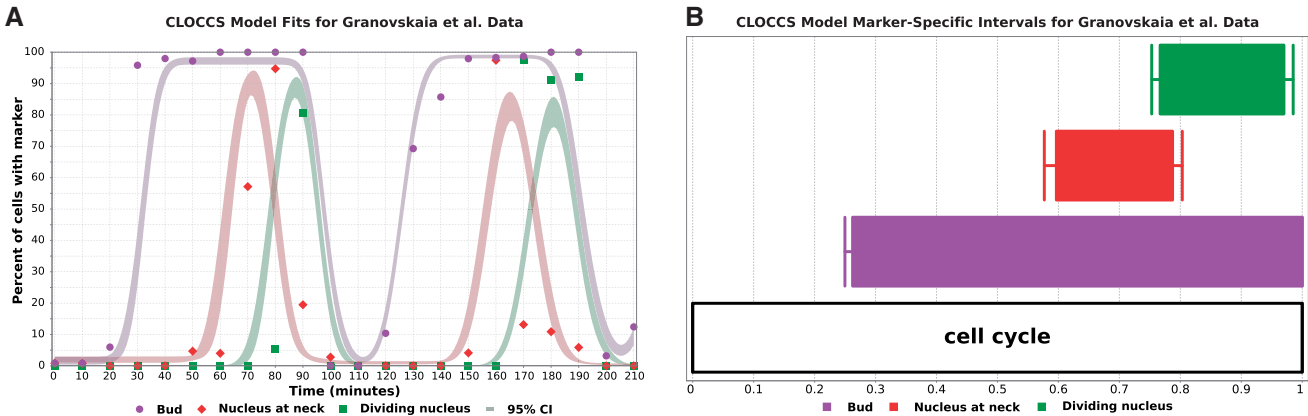 A
CLOCCS Model Fits for Granovskaia et al. Data
Percent of cells with marker
100
90
80
70
60
50
40
30
20
10
0
0 10 20 30 40 50 60 70 80 90 100 110 120 130 140 150 160 170 180 190 200 210
Time (minutes)
Bud Nucleus at neck Dividing nucleus 95% CI
B
CLOCCS Model Marker-Specific Intervals for Granovskaia et al. Data
cell cycle
0 0.1 0.2 0.3 0.4 0.5 0.6 0.7 0.8 0.9 1
Bud Nucleus at neck Dividing nucleus